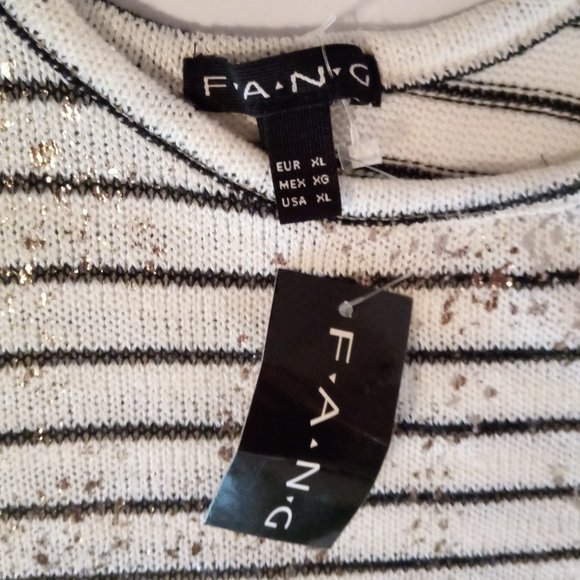 F▼A▲N▼G
EUR XL
MEX XG
USA XL
F▼A▲N▼G